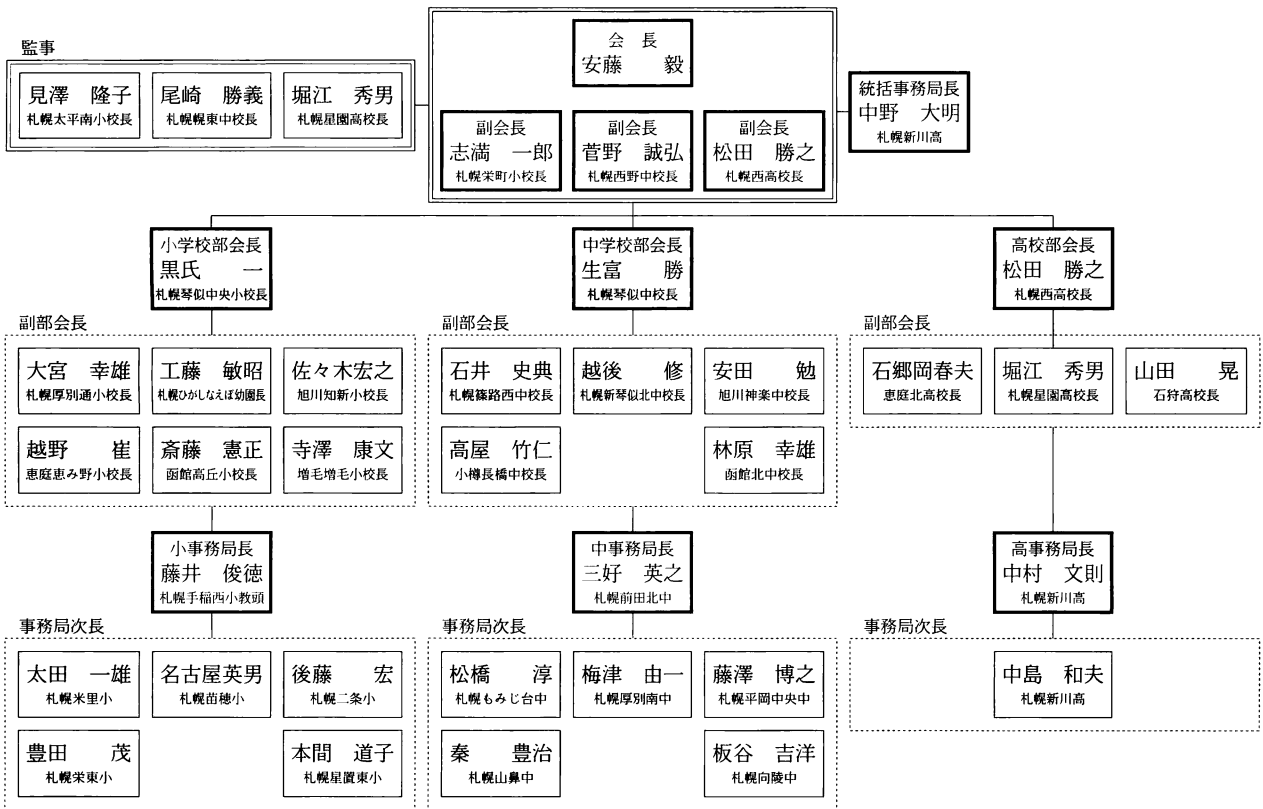 監事
見澤 隆子
札幌太平南小校長
尾崎 勝義
札幌幌東中校長
堀江 秀男
札幌星園高校長
会 長
安藤 毅
副会長
志満 一郎
札幌栄町小校長
副会長
菅野 誠弘
札幌西野中校長
副会長
松田 勝之
札幌西高校長
統括事務局長
中野 大明
札幌新川高
小学校部会長
黒氏 一
札幌琴似中央小校長
中学校部会長
生富 勝
札幌琴似中校長
高校部会長
松田 勝之
札幌西高校長
副部会長
大宮 幸雄
札幌厚別通小校長
工藤 敏昭
札幌ひがしなえぼ幼園長
佐々木宏之
旭川知新小校長
越野 崔
恵庭恵み野小校長
斎藤 憲正
函館高丘小校長
寺澤 康文
増毛増毛小校長
副部会長
石井 史典
札幌篠路西中校長
越後 修
札幌新琴似北中校長
安田 勉
旭川神楽中校長
高屋 竹仁
小樽長橋中校長
林原 幸雄
函館北中校長
副部会長
石郷岡春夫
恵庭北高校長
堀江 秀男
札幌星園高校長
山田 晃
石狩高校長
小事務局長
藤井 俊徳
札幌手稲西小教頭
中事務局長
三好 英之
札幌前田北中
高事務局長
中村 文則
札幌新川高
事務局次長
太田 一雄
札幌米里小
名古屋英男
札幌苗穂小
後藤 宏
札幌二条小
豊田 茂
札幌栄東小
本間 道子
札幌星置東小
事務局次長
松橋 淳
札幌もみじ台中
梅津 由一
札幌厚別南中
藤澤 博之
札幌平岡中央中
秦 豊治
札幌山鼻中
板谷 吉洋
札幌向陵中
事務局次長
中島 和夫
札幌新川高